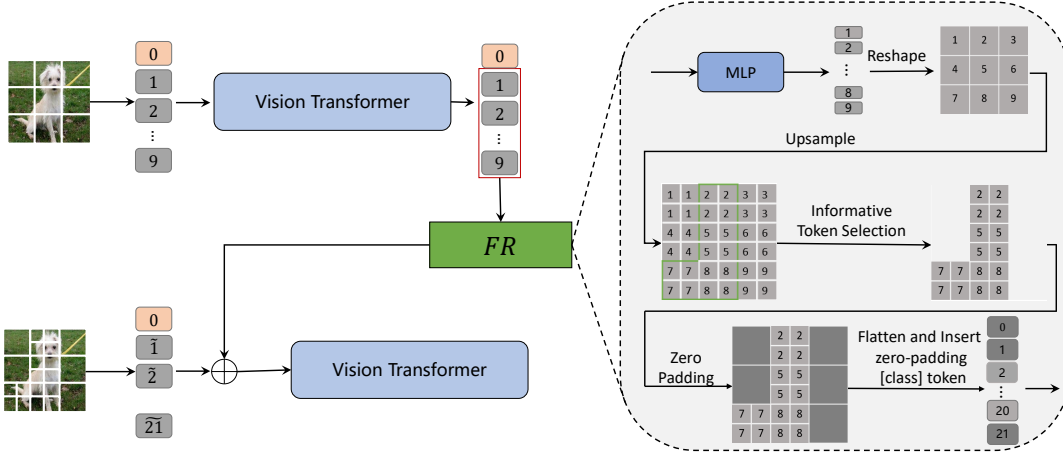 0
1
2
⋮
9
Vision Transformer
0
1
2
⋮
9
FR
0
1̃
2̃
2̃1̃
Vision Transformer
MLP
1
2
⋮
8
9
Reshape
1 2 3
4 5 6
7 8 9
Upsample
1 1 2 2 3 3
1 1 2 2 3 3
4 4 5 5 6 6
4 4 5 5 6 6
7 7 8 8 9 9
7 7 8 8 9 9
Informative
Token Selection
2 2
2 2
5 5
5 5
7 7 8 8
7 7 8 8
Zero
Padding
2 2
2 2
5 5
5 5
7 7 8 8
7 7 8 8
Flatten and Insert
zero-padding
[class] token
0
1
2
⋮
20
21